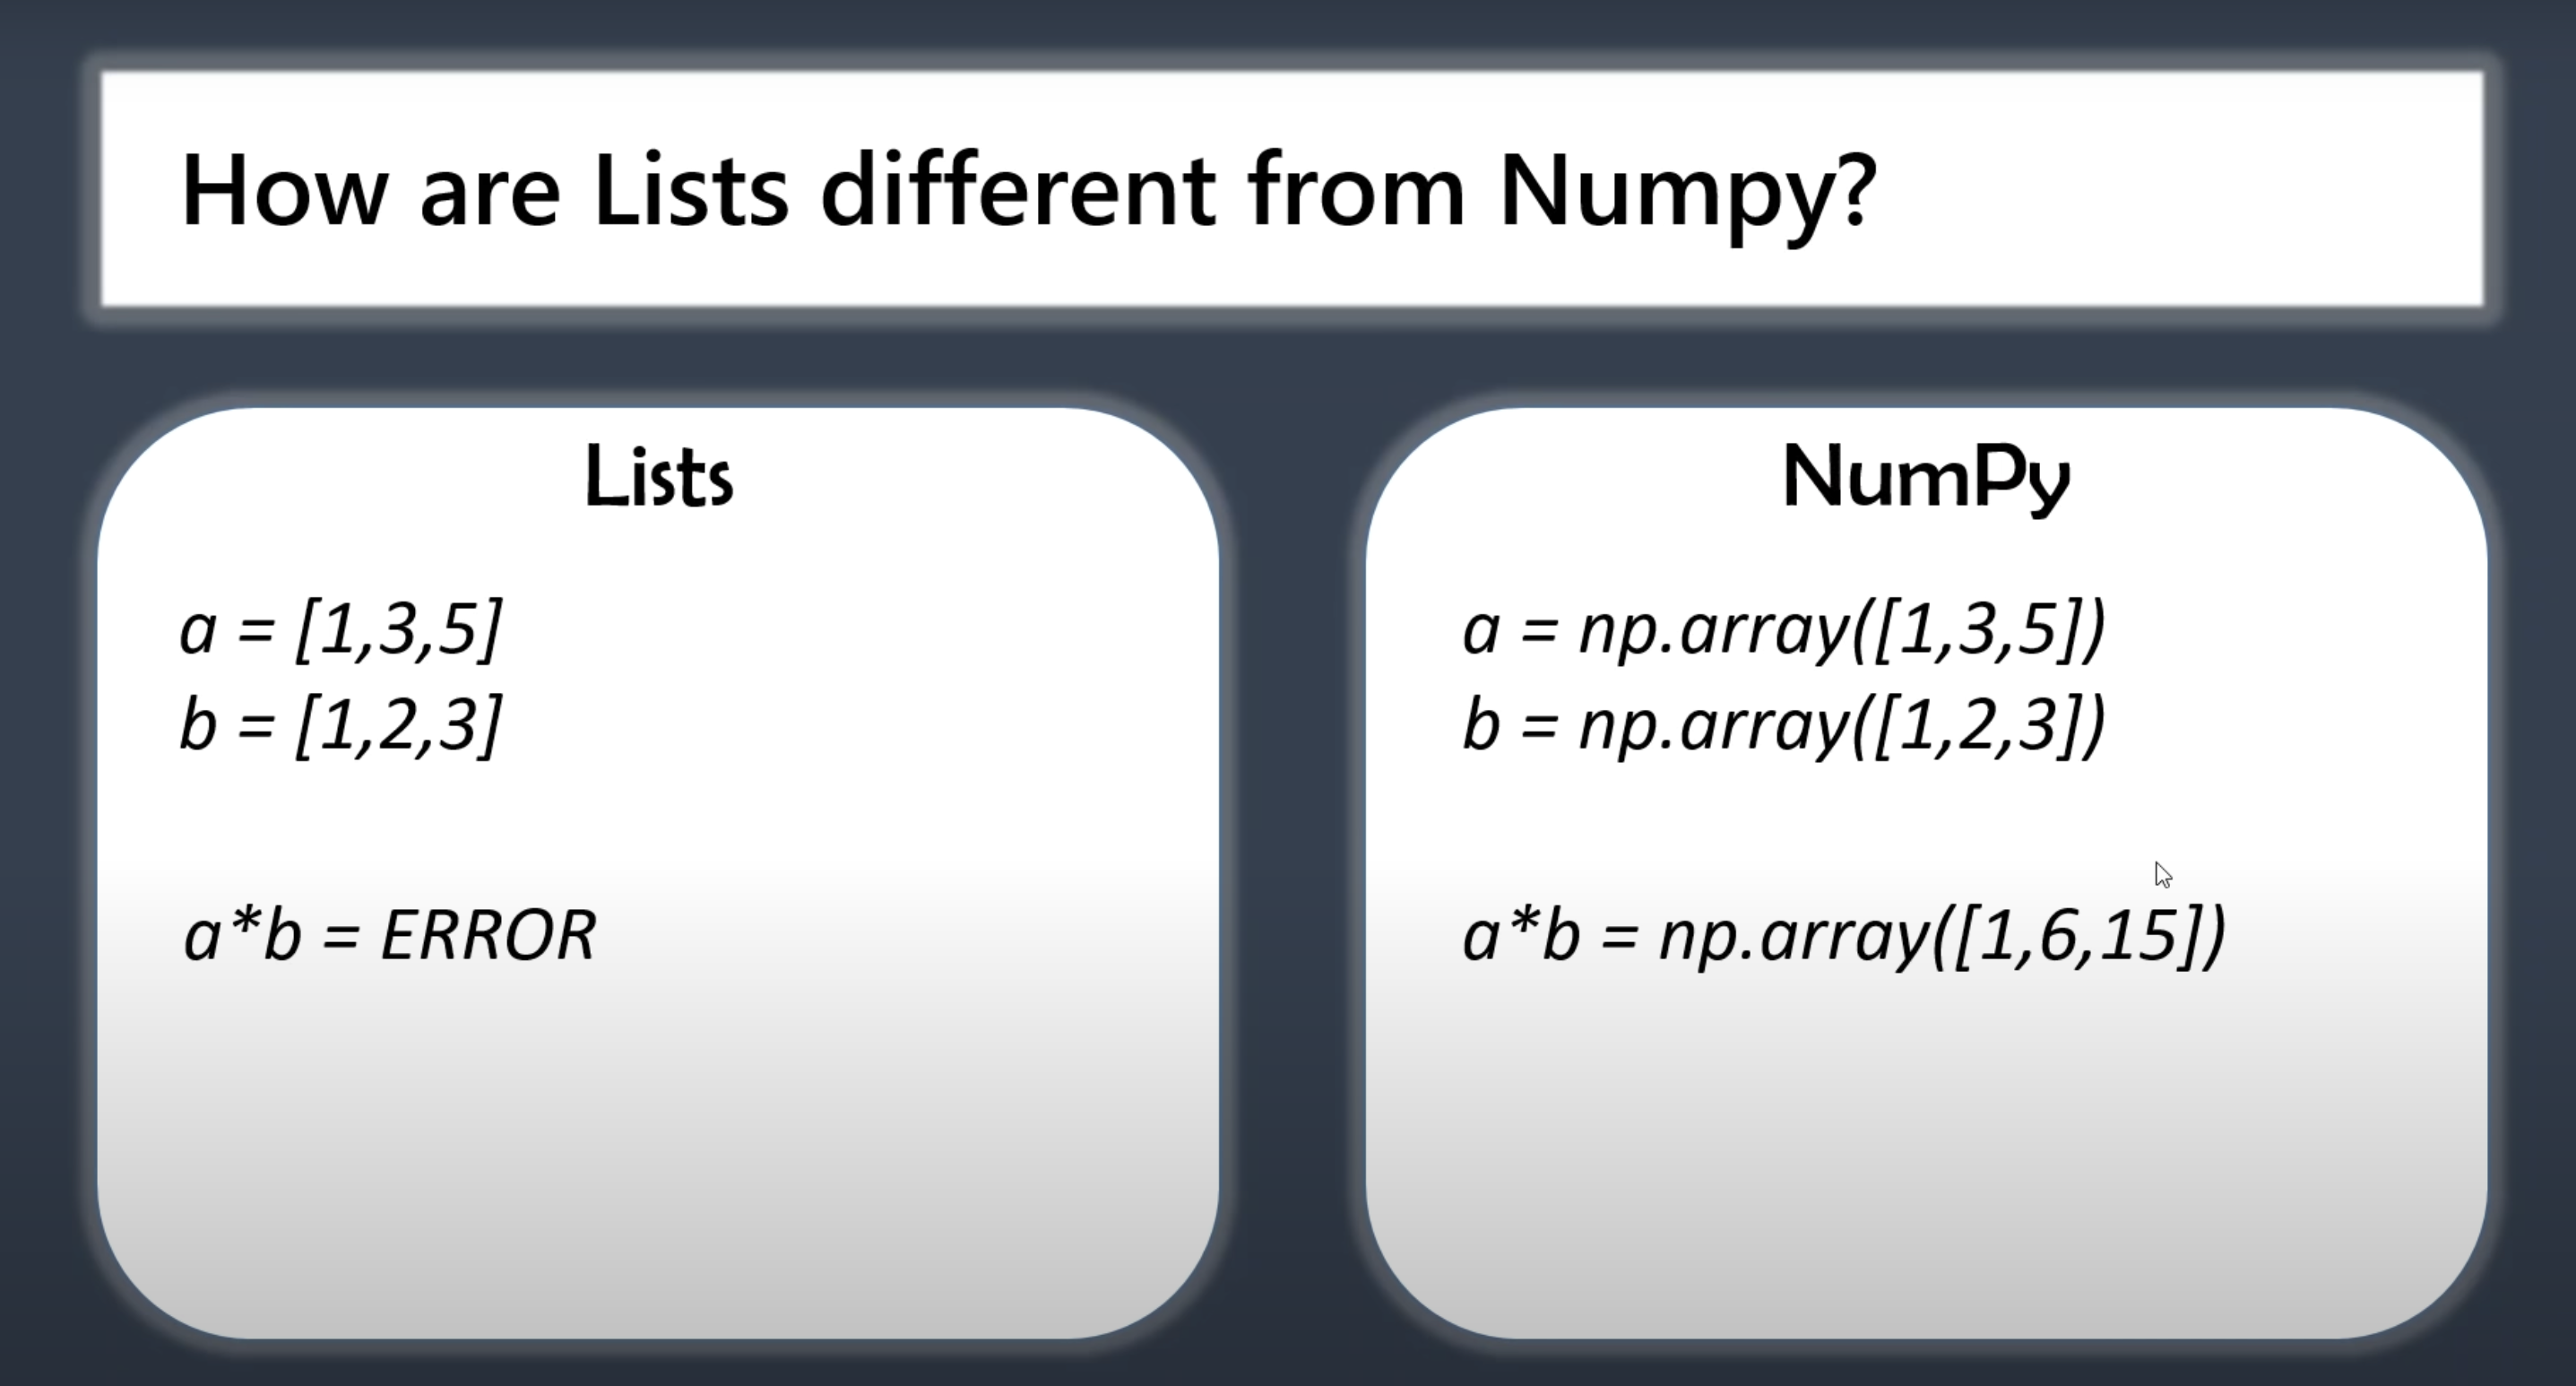 How are Lists different from Numpy?
Lists
a = [1,3,5]
b = [1,2,3]
a*b = ERROR
NumPy
a = np.array([1,3,5])
b = np.array([1,2,3])
a*b = np.array([1,6,15])